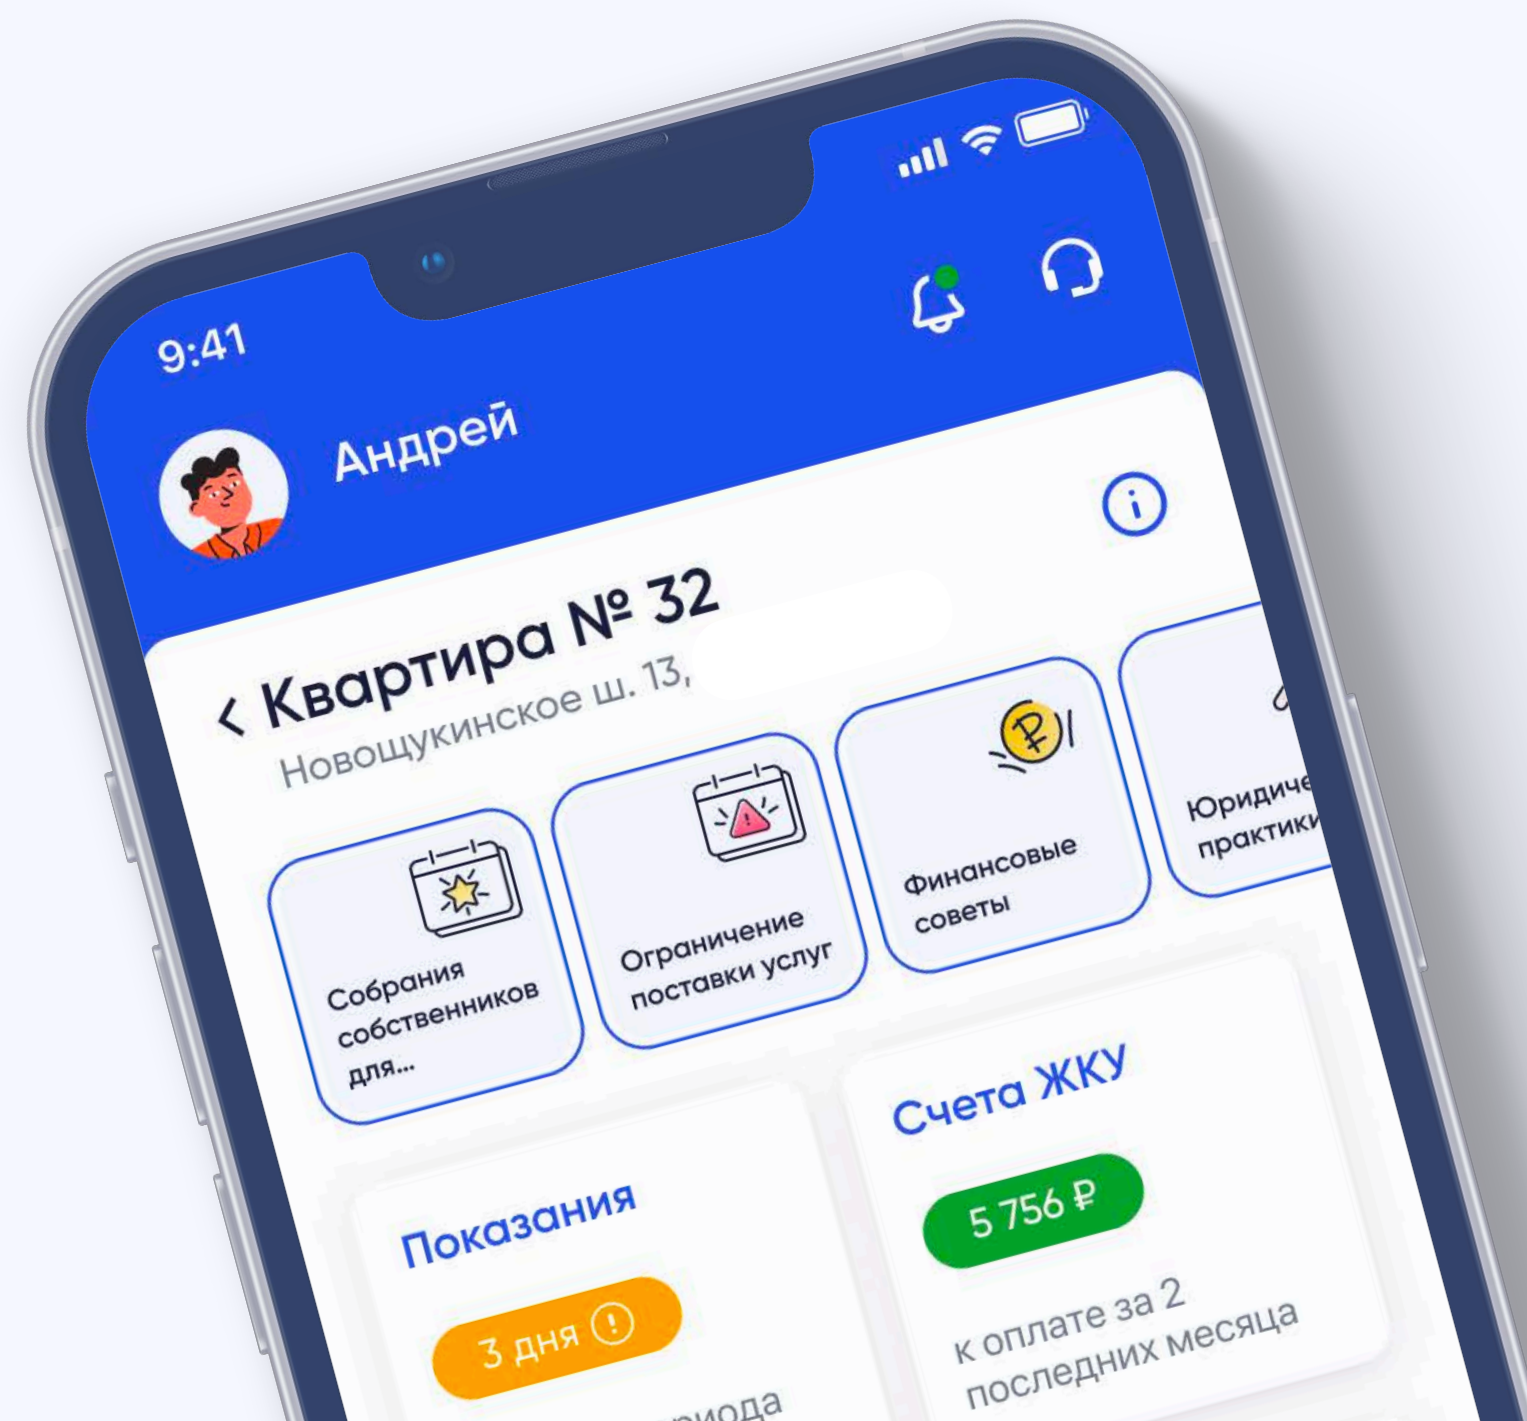 9:41
Андрей
Квартира № 32
Новощукинское ш. 13,
Собрания
собственников
для...
Ограничение
поставки услуг
Финансовые
советы
практики
Показания
3 дня
Счета ЖКУ
5 756 ₽
к оплате за 2
последних месяца